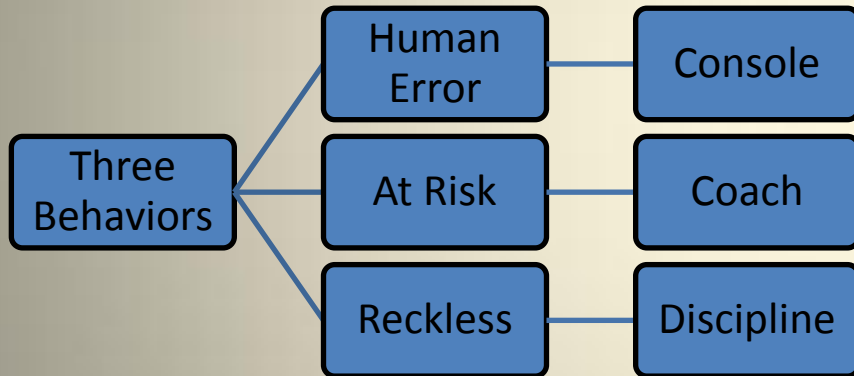 Three
Behaviors
Human
Error
Console
At Risk
Coach
Reckless
Discipline